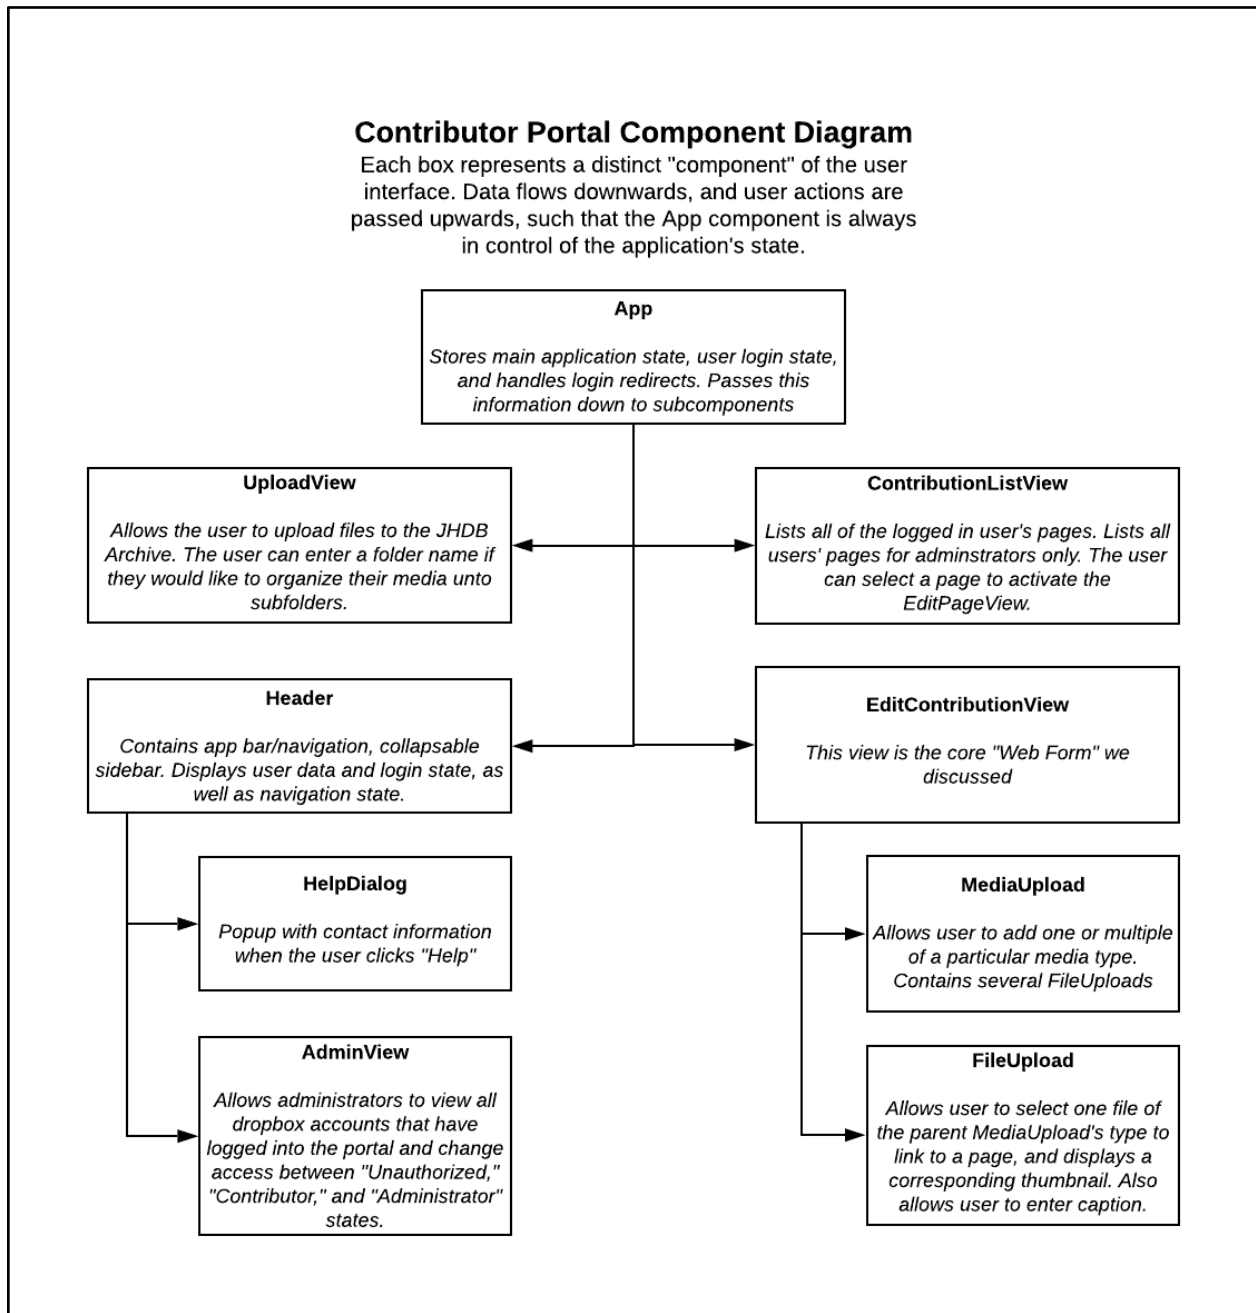 Contributor Portal Component Diagram
Each box represents a distinct "component" of the user
interface. Data flows downwards, and user actions are
passed upwards, such that the App component is always
in control of the application's state.
App
Stores main application state, user login state,
and handles login redirects. Passes this
information down to subcomponents
UploadView
Allows the user to upload files to the JHDB
Archive. The user can enter a folder name if
they would like to organize their media unto
subfolders.
ContributionListView
Lists all of the logged in user's pages. Lists all
users' pages for adminstrators only. The user
can select a page to activate the
EditPageView.
Header
Contains app bar/navigation, collapsable
sidebar. Displays user data and login state, as
well as navigation state.
EditContributionView
This view is the core "Web Form" we
discussed
HelpDialog
Popup with contact information
when the user clicks "Help"
MediaUpload
Allows user to add one or multiple
of a particular media type.
Contains several FileUploads
AdminView
Allows administrators to view all
dropbox accounts that have
logged into the portal and change
access between "Unauthorized,"
"Contributor," and "Administrator"
states.
FileUpload
Allows user to select one file of
the parent MediaUpload's type to
link to a page, and displays a
corresponding thumbnail. Also
allows user to enter caption.